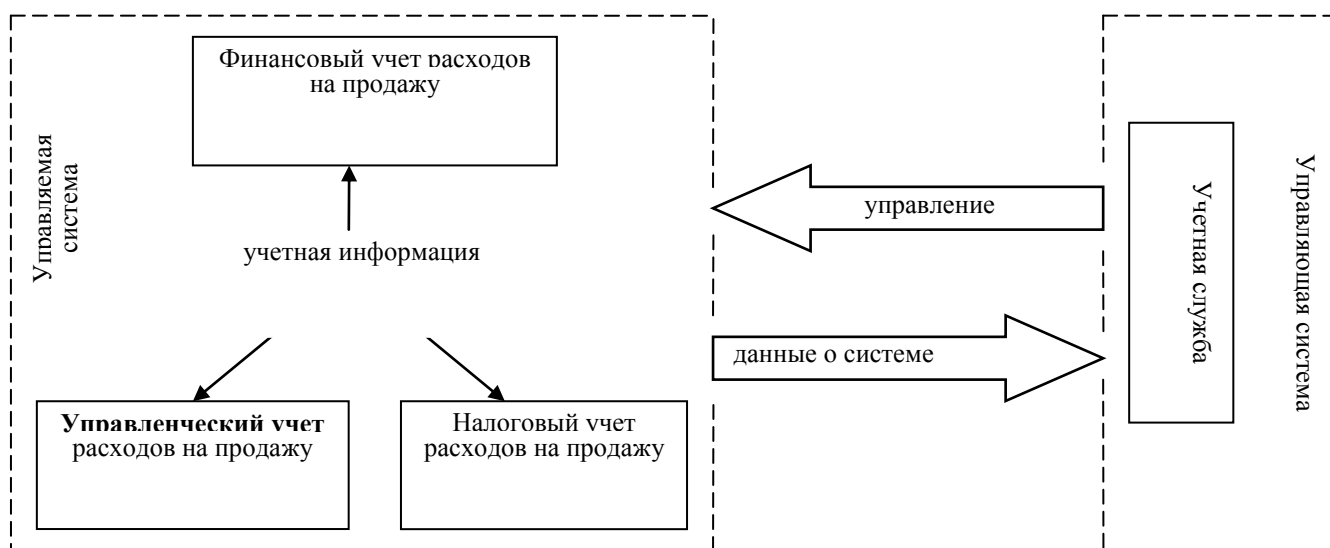 Финансовый учет расходов
на продажу
Управляемая
система
учетная информация
Управленческий учет
расходов на продажу
Налоговый учет
расходов на продажу
управление
данные о системе
Учетная служба
Управляющая система